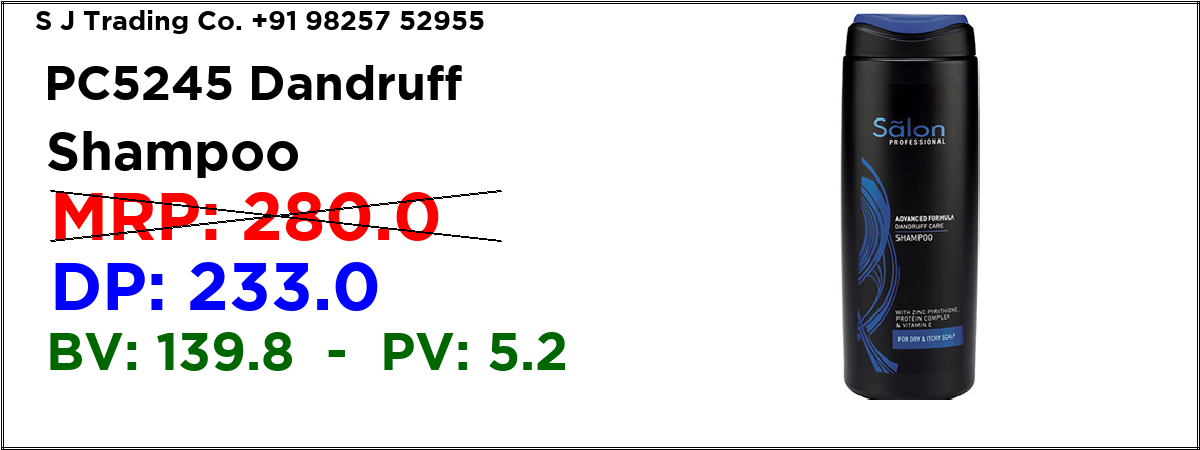 S J Trading Co. +91 98257 52955
PC5245 Dandruff
Shampoo
MRP: 280.0
DP: 233.0
BV: 139.8 - PV: 5.2
Sãlon
PROFESSIONAL
ADVANCED FORMULA
DANDRUFF CARE
SHAMPOO
WITH ZINC PYRITHIONE,
PROTEIN COMPLEX
& VITAMIN E
FOR DRY & ITCHY SCALP